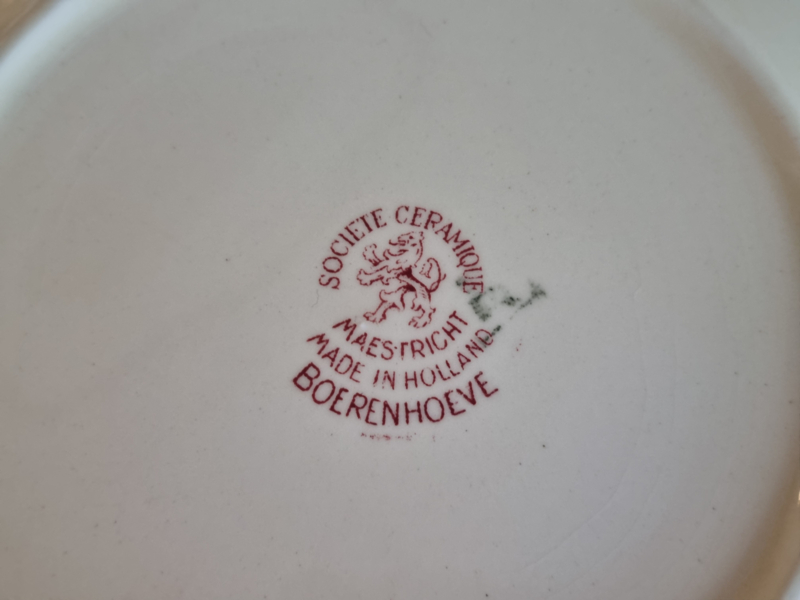 SOCIETE CERAMIQUE
MAESTRICHT
MADE IN HOLLAND
BOERENHOEVE